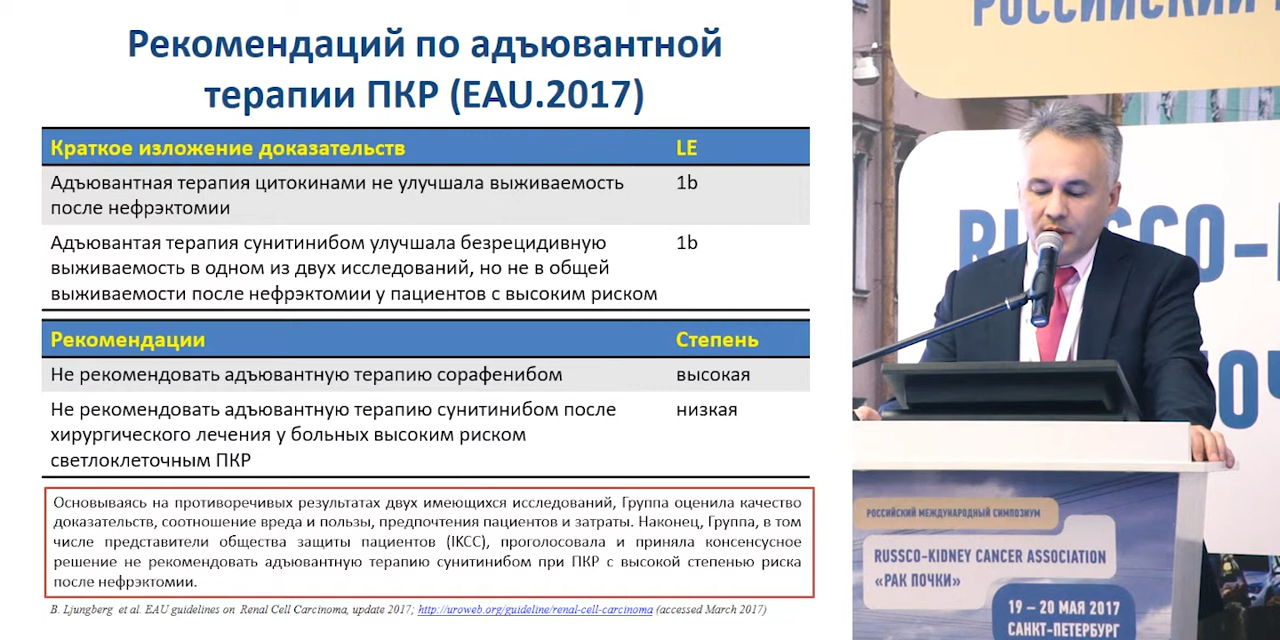 Рекомендаций по адъювантной
терапии ПКР (EAU.2017)
Краткое изложение доказательств LE
Адъювантная терапия цитокинами не улучшала выживаемость 1b
после нефрэктомии
Адъювантая терапия сунитинибом улучшала безрецидивную 1b
выживаемость в одном из двух исследований, но не в общей
выживаемости после нефрэктомии у пациентов с высоким риском
Рекомендации Степень
Не рекомендовать адъювантную терапию сорафенибом высокая
Не рекомендовать адъювантную терапию сунитинибом после низкая
хирургического лечения у больных высоким риском
светлоклеточным ПКР
Основываясь на противоречивых результатах двух имеющихся исследований, Группа оценила качество
доказательств, соотношение вреда и пользы, предпочтения пациентов и затраты. Наконец, Группа, в том
числе представители общества защиты пациентов (IKCC), проголосовала и приняла консенсусное
решение не рекомендовать адъювантную терапию сунитинибом при ПКР с высокой степенью риска
после нефрэктомии.
B. Ljungberg et al. EAU guidelines on Renal Cell Carcinoma, update 2017; http://uroweb.org/guideline/renal-cell-carcinoma (accessed March 2017)
РОССИЙСКИЙ
РОССИЙСКИЙ МЕЖДУНАРОДНЫЙ СИМПОЗИУМ
RUSSCO-KIDNEY CANCER ASSOCIATION
«РАК ПОЧКИ»
19 – 20 МАЯ 2017
САНКТ-ПЕТЕРБУРГ